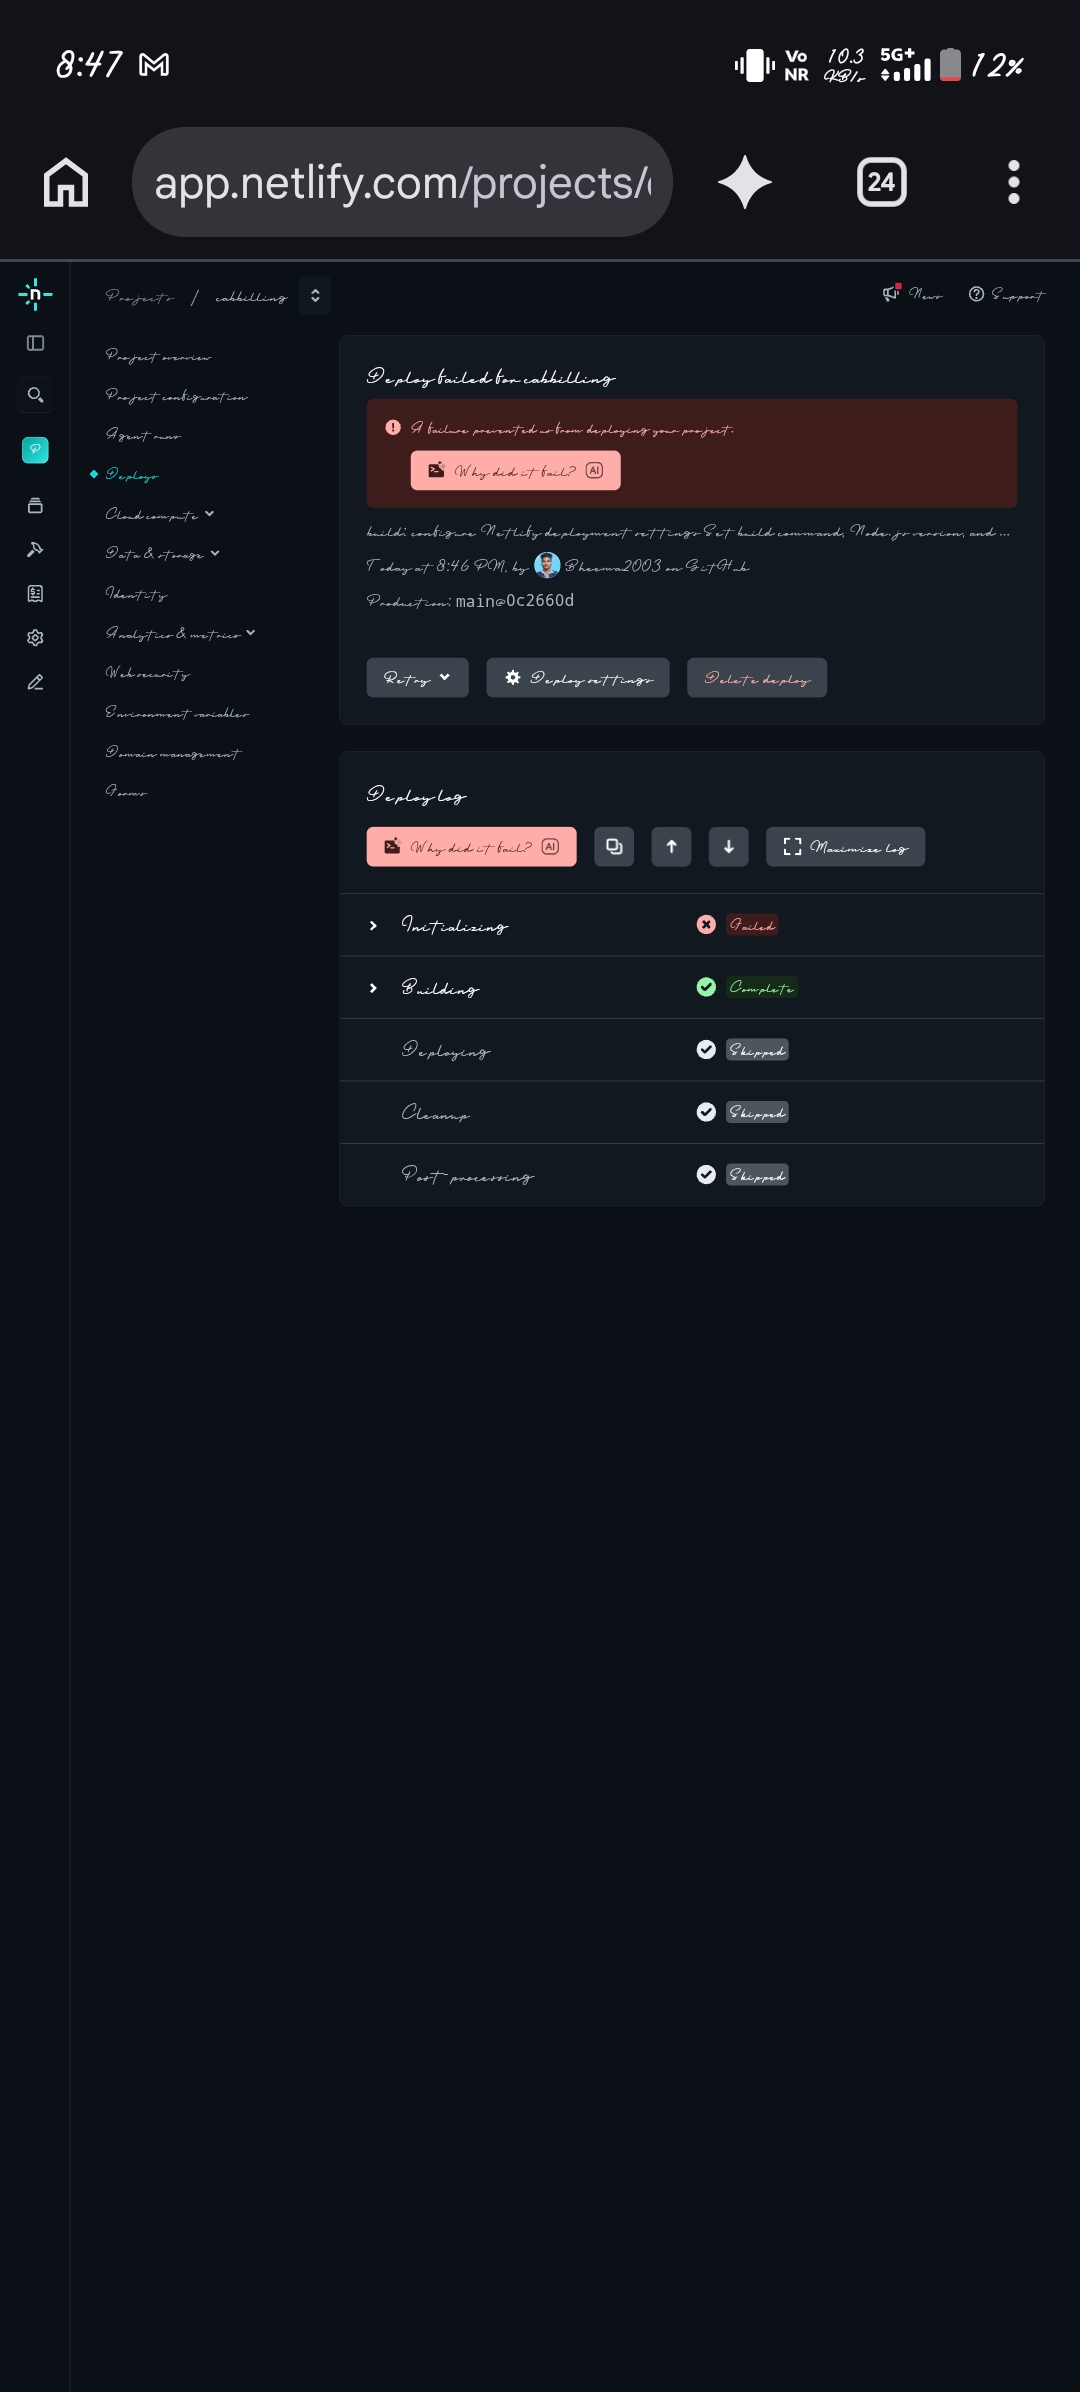 8:47
Vo NR 10.3 KB/s 5G+ 12%
app.netlify.com/projects/
24
Projects / cabbilling
News
Support
Project overview
Project configuration
Agent runs
Deploys
Cloud compute
Data & storage
Identity
Analytics & metrics
Web security
Environment variables
Domain management
Forms
Deploy failed for cabbilling
A failure prevented us from deploying your project.
Why did it fail? AI
build: configure Netlify deployment settings Set build command, Node.js version, and ...
Today at 8:46 PM, by Bheema2003 on GitHub
Production: main@0c2660d
Retry
Deploy settings
Delete deploy
Deploy log
Why did it fail? AI
Maximize log
Initializing Failed
Building Complete
Deploying Skipped
Cleanup Skipped
Post processing Skipped